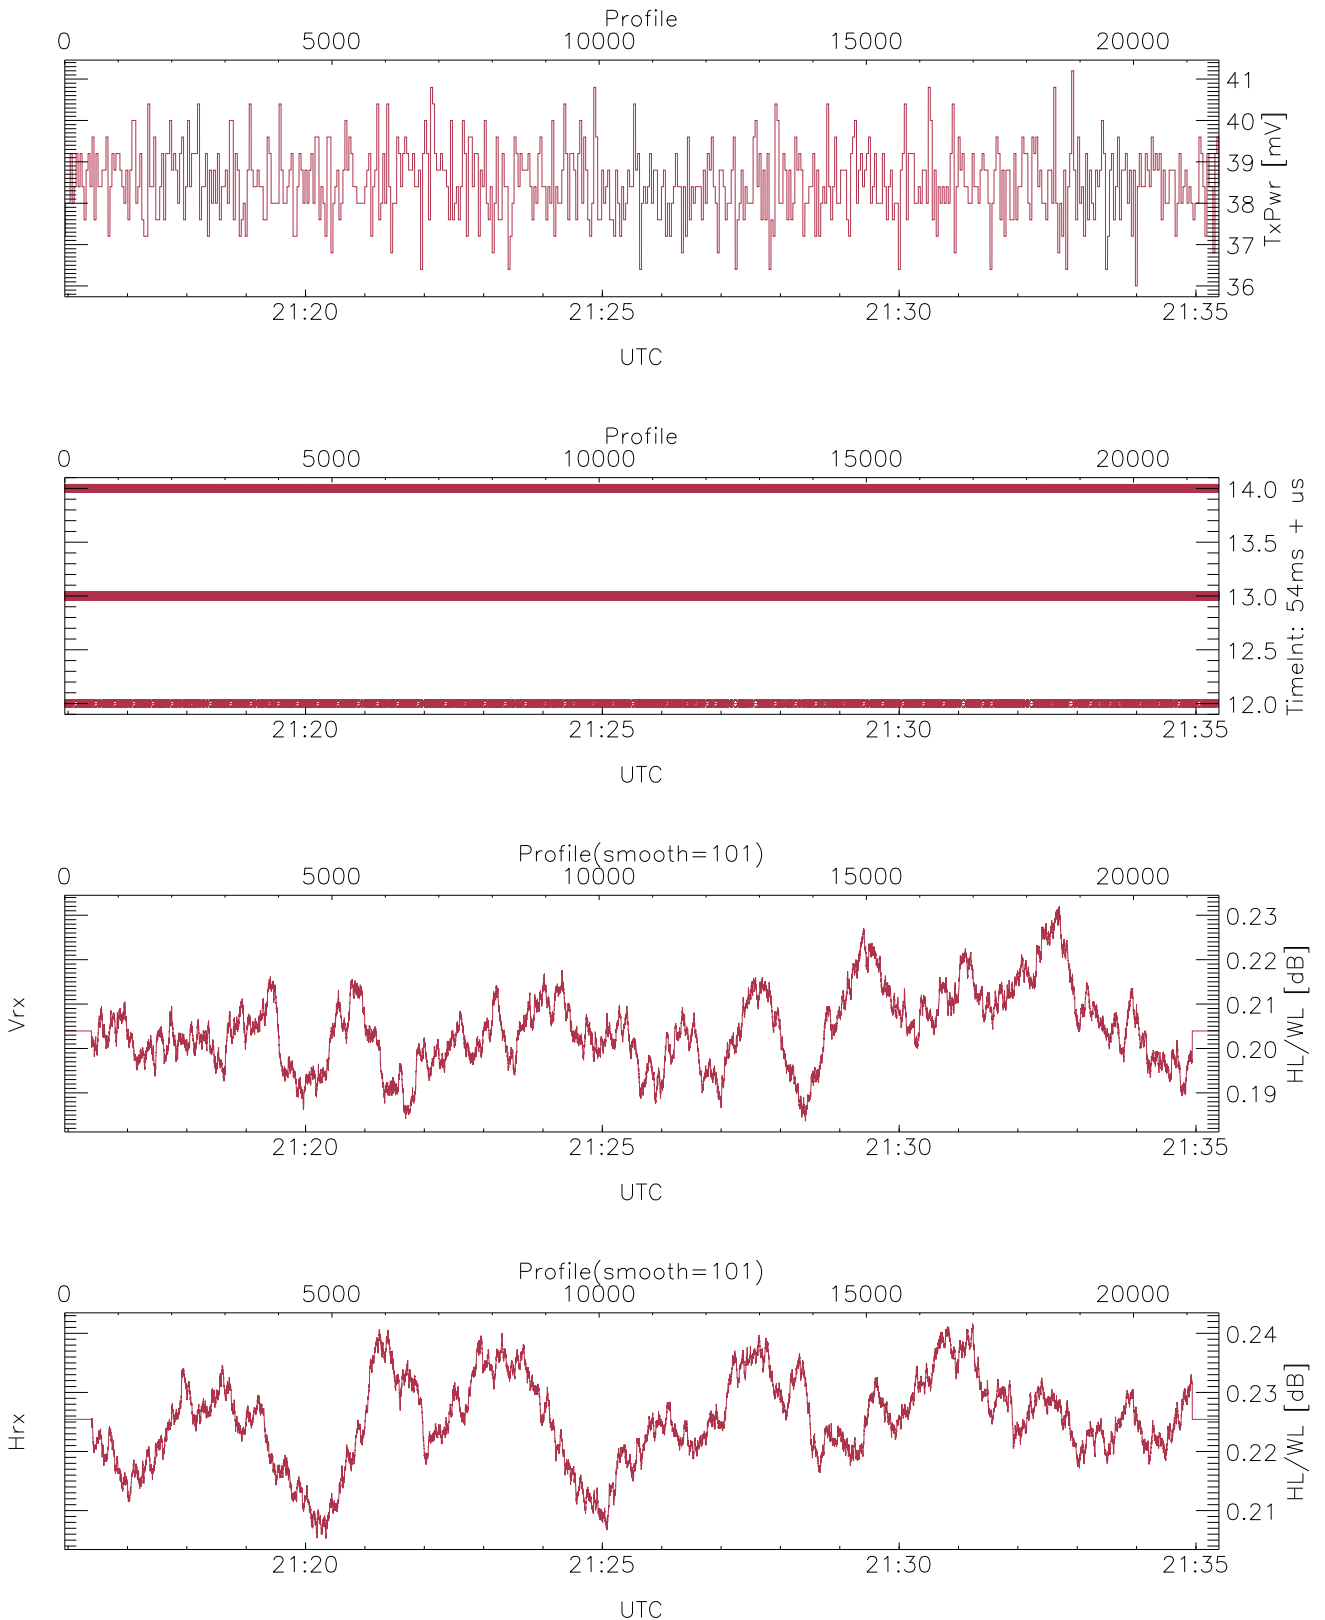 Profile
0 5000 10000 15000 20000
41
40
39
38
37
36
TxPwr [mV]
21:20 21:25 21:30 21:35
UTC
Profile
0 5000 10000 15000 20000
14.0
13.5
13.0
12.5
12.0
TimeInt: 54ms + us
21:20 21:25 21:30 21:35
UTC
Profile(smooth=101)
0 5000 10000 15000 20000
Vrx
0.23
0.22
0.21
0.20
0.19
HL/WL [dB]
21:20 21:25 21:30 21:35
UTC
Profile(smooth=101)
0 5000 10000 15000 20000
Hrx
0.24
0.23
0.22
0.21
HL/WL [dB]
21:20 21:25 21:30 21:35
UTC